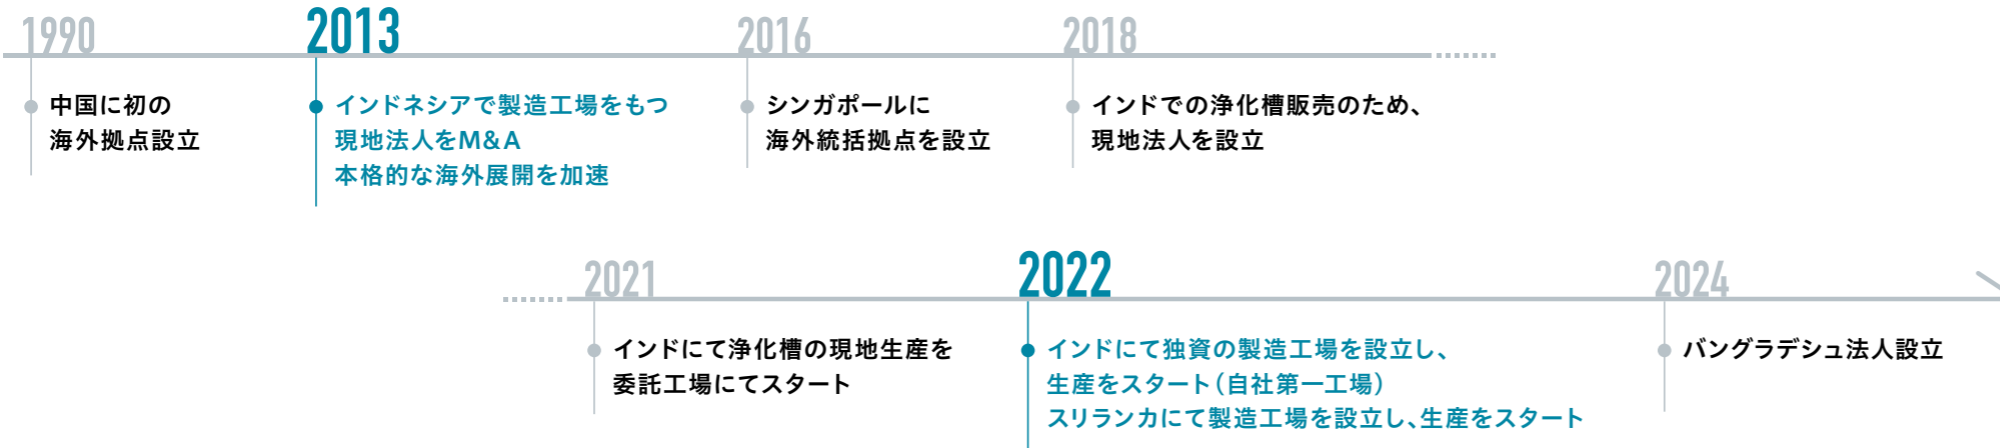 1990
中国に初の
海外拠点設立
2013
インドネシアで製造工場をもつ
現地法人をM&A
本格的な海外展開を加速
2016
シンガポールに
海外統括拠点を設立
2018
インドでの浄化槽販売のため、
現地法人を設立
2021
インドにて浄化槽の現地生産を
委託工場にてスタート
2022
インドにて独資の製造工場を設立し、
生産をスタート（自社第一工場）
スリランカにて製造工場を設立し、生産をスタート
2024
バングラデシュ法人設立